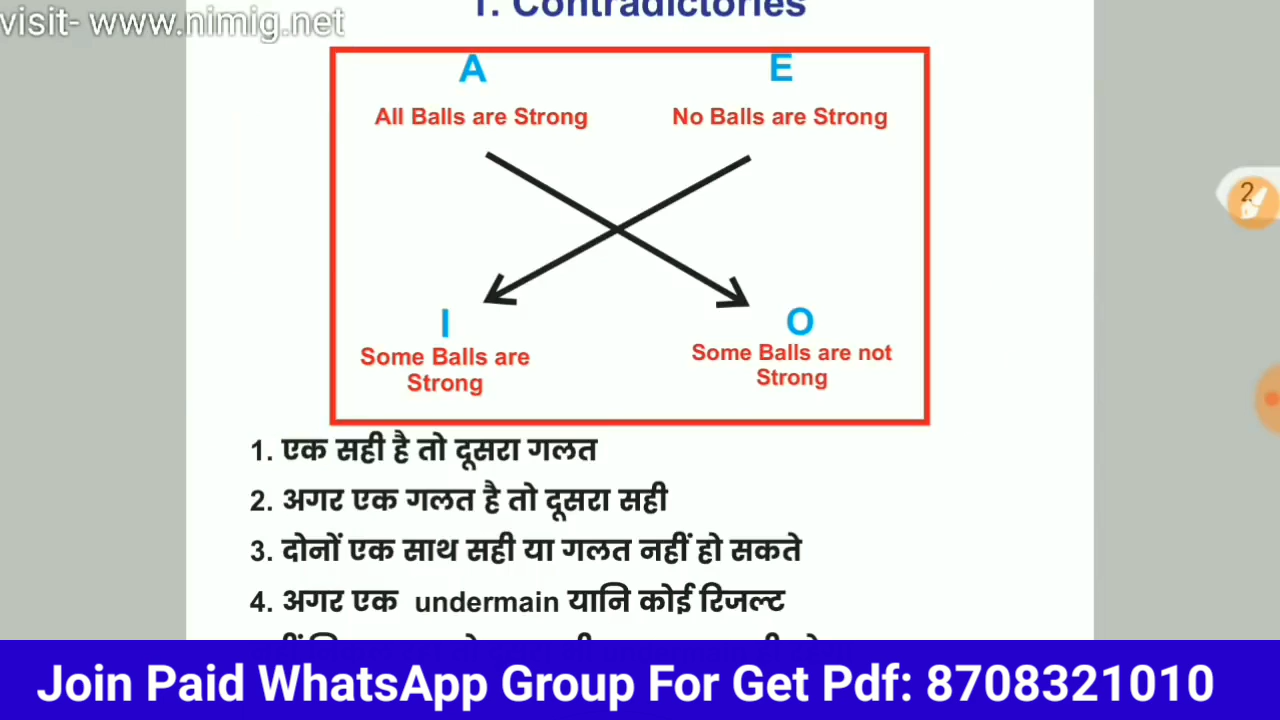 1. Contradictories
visit- www.nimig.net
A
E
All Balls are Strong
No Balls are Strong
2
I
O
Some Balls are
Strong
Some Balls are not
Strong
1. एक सही है तो दूसरा गलत
2. अगर एक गलत है तो दूसरा सही
3. दोनों एक साथ सही या गलत नहीं हो सकते
4. अगर एक undermain यानि कोई रिजल्ट
Join Paid WhatsApp Group For Get Pdf: 8708321010